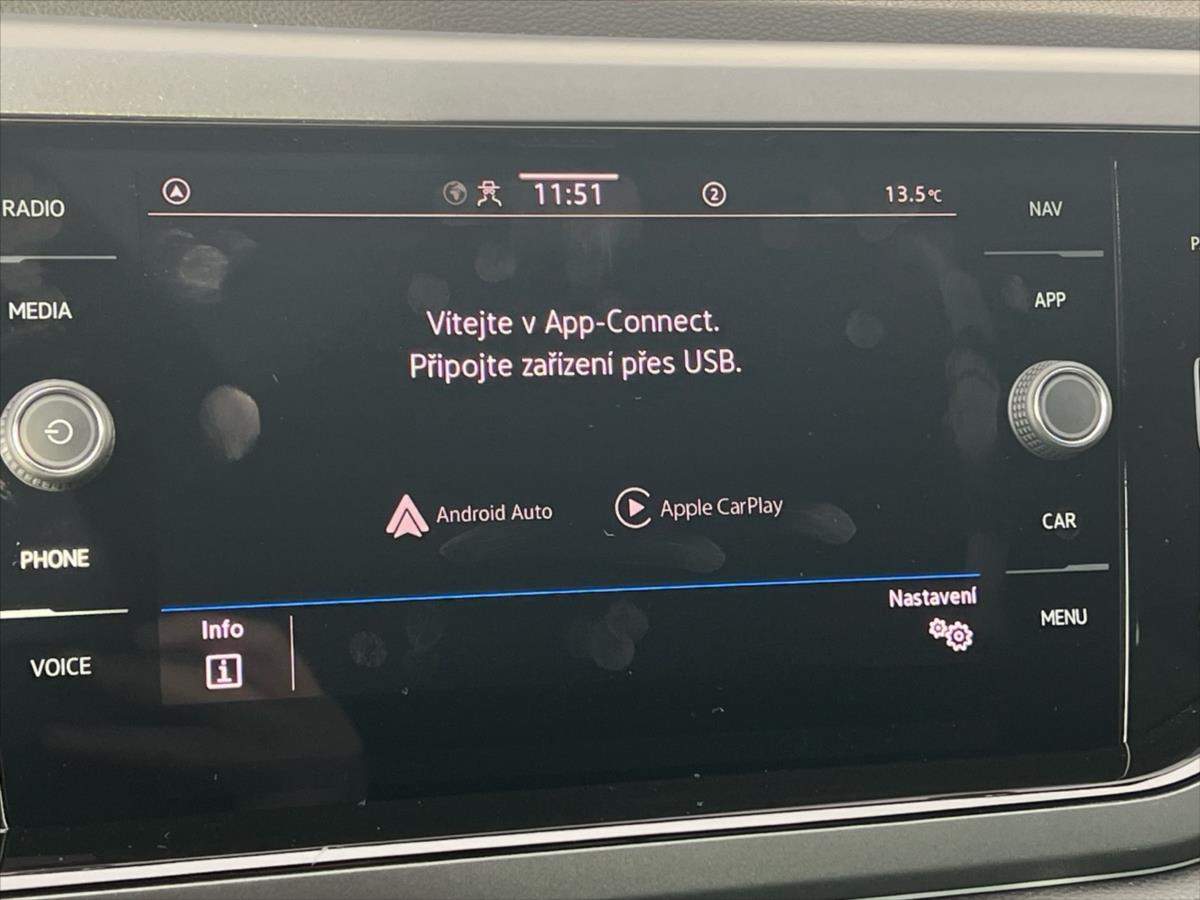 RADIO
MEDIA
PHONE
VOICE
11:51
2
13.5°C
Vítejte v App-Connect.
Připojte zařízení přes USB.
Android Auto
Apple CarPlay
Info
Nastavení
NAV
APP
CAR
MENU
P